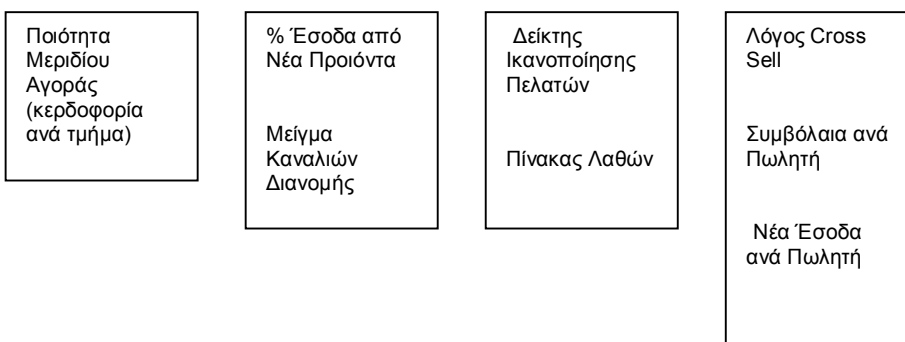 Ποιότητα
Μεριδίου
Αγοράς
(κερδοφορία
ανά τμήμα)
% Έσοδα από
Νέα Προιόντα
Μείγμα
Καναλιών
Διανομής
Δείκτης
Ικανοποίησης
Πελατών
Πίνακας Λαθών
Λόγος Cross
Sell
Συμβόλαια ανά
Πωλητή
Νέα Έσοδα
ανά Πωλητή